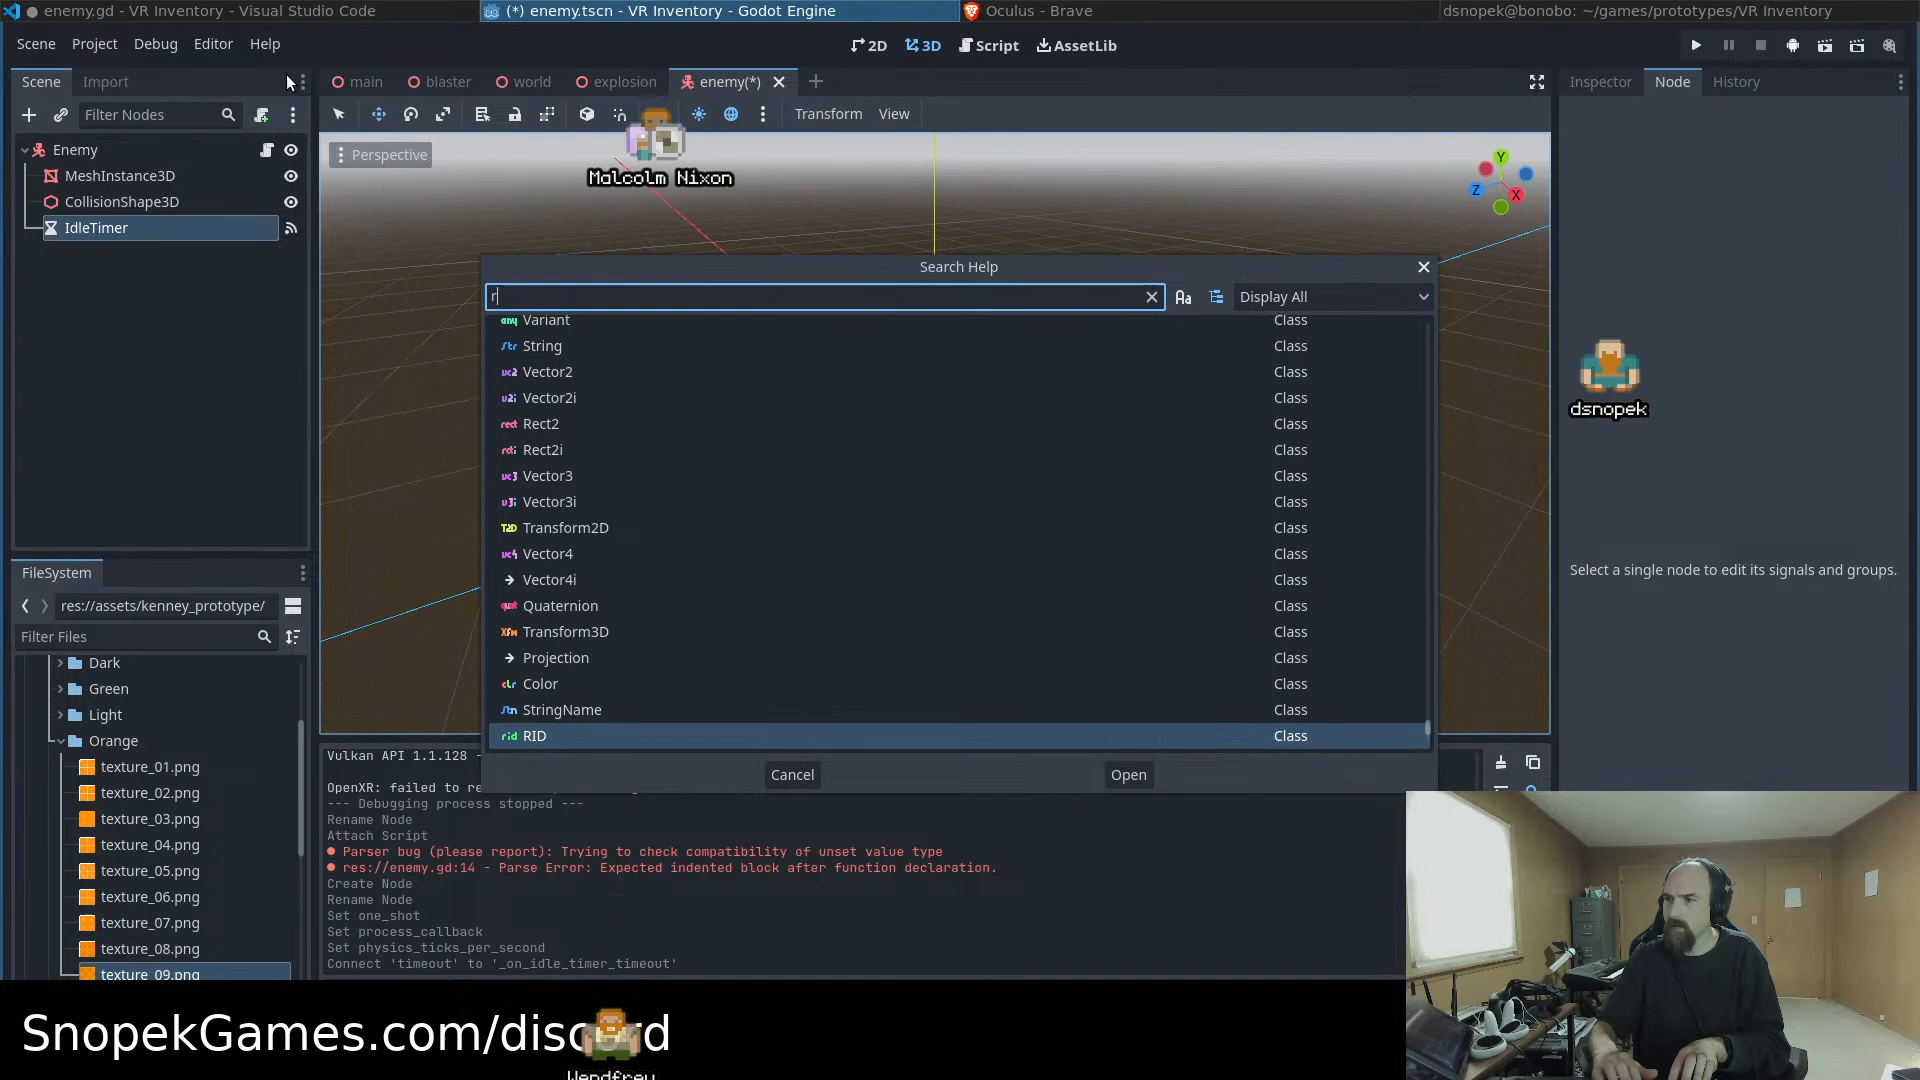 enemy.gd - VR Inventory - Visual Studio Code
(*) enemy.tscn - VR Inventory - Godot Engine
Oculus - Brave
dsnopek@bonobo: ~/games/prototypes/VR Inventory
Scene Project Debug Editor Help
2D 3D Script AssetLib
Scene Import
main blaster world explosion enemy(*)
Inspector Node History
Filter Nodes
Transform View
Enemy
MeshInstance3D
CollisionShape3D
IdleTimer
Perspective
Malcolm Nixon
Y
Z
X
Search Help
r
Aa
Display All
Variant Class
String Class
Vector2 Class
Vector2i Class
Rect2 Class
Rect2i Class
Vector3 Class
Vector3i Class
Transform2D Class
Vector4 Class
Vector4i Class
Quaternion Class
Transform3D Class
Projection Class
Color Class
StringName Class
RID Class
Cancel Open
dsnopek
Select a single node to edit its signals and groups.
FileSystem
res://assets/kenney_prototype/
Filter Files
Dark
Green
Light
Orange
texture_01.png
texture_02.png
texture_03.png
texture_04.png
texture_05.png
texture_06.png
texture_07.png
texture_08.png
texture_09.png
Vulkan API 1.1.128 -
OpenXR: failed to re
--- Debugging process stopped ---
Rename Node
Attach Script
Parser bug (please report): Trying to check compatibility of unset value type
res://enemy.gd:14 - Parse Error: Expected indented block after function declaration.
Create Node
Rename Node
Set one_shot
Set process_callback
Set physics_ticks_per_second
Connect 'timeout' to '_on_idle_timer_timeout'
SnopekGames.com/disc d